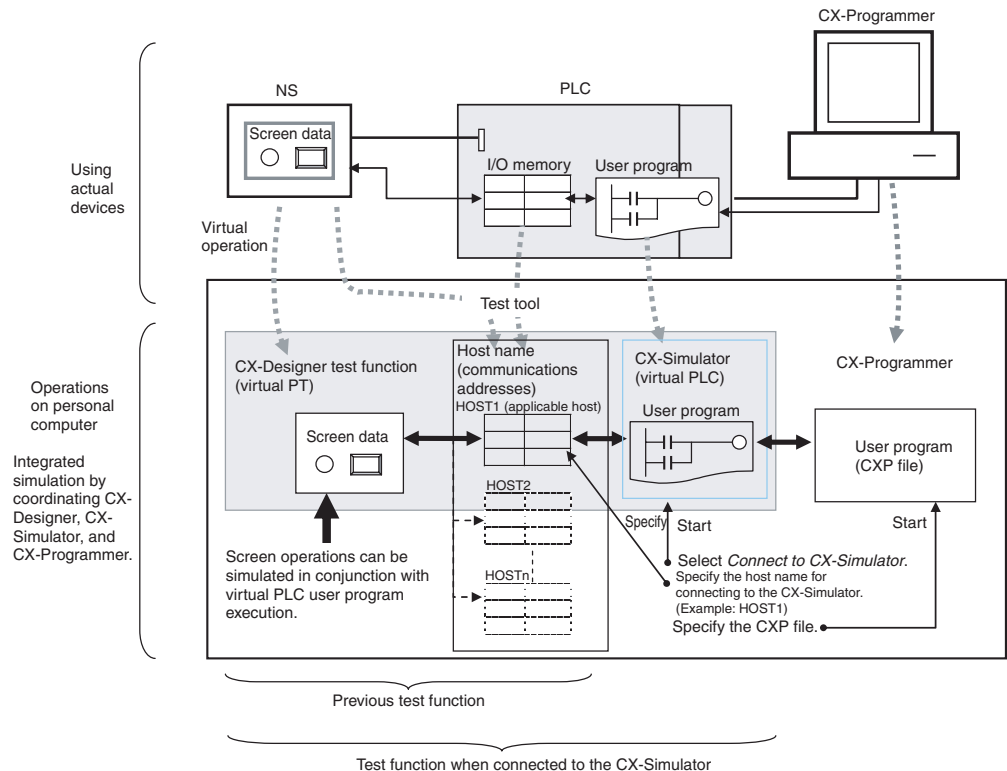 CX-Programmer
NS
PLC
Screen data
I/O memory
User program
Using
actual
devices
Virtual
operation
Test tool
CX-Designer test function
(virtual PT)
Host name
(communications
addresses)
HOST1 (applicable host)
CX-Simulator
(virtual PLC)
CX-Programmer
Operations
on personal
computer
Integrated
simulation by
coordinating CX-
Designer, CX-
Simulator, and
CX-Programmer.
Screen data
User program
User program
(CXP file)
HOST2
Specify
Start
Start
Screen operations can be
simulated in conjunction with
virtual PLC user program
execution.
HOSTn
Select Connect to CX-Simulator.
Specify the host name for
connecting to the CX-Simulator.
(Example: HOST1)
Specify the CXP file.
Previous test function
Test function when connected to the CX-Simulator